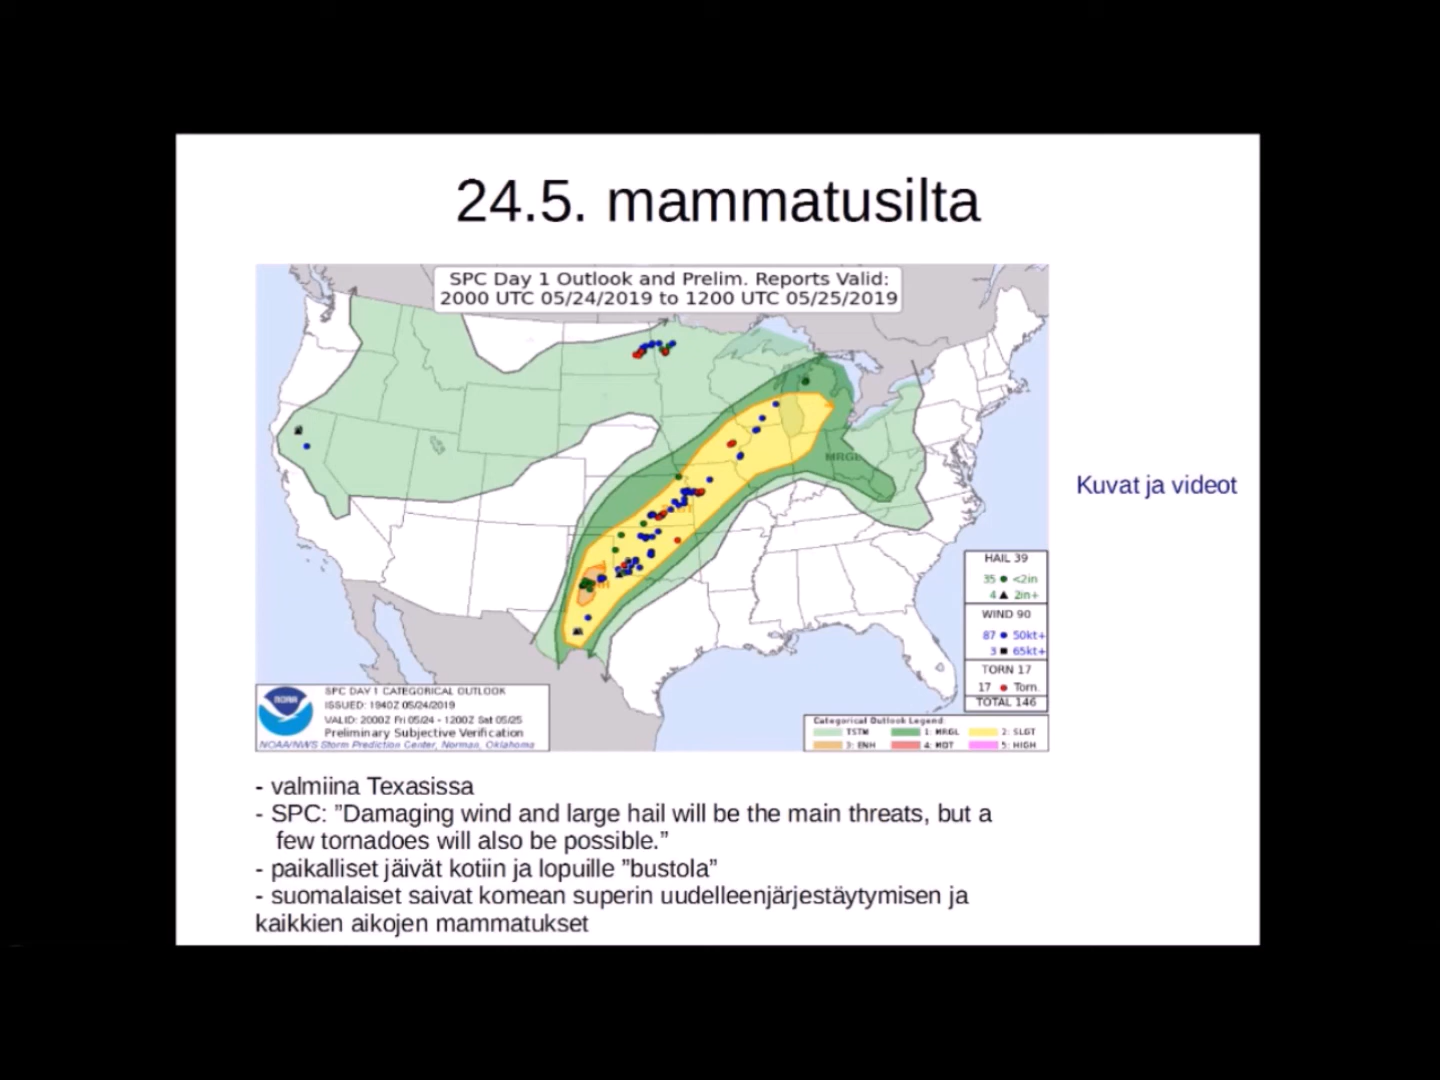 24.5. mammatusilta
SPC Day 1 Outlook and Prelim. Reports Valid:
2000 UTC 05/24/2019 to 1200 UTC 05/25/2019
MRGL
Kuvat ja videot
HAIL 39
35 <2in
4 2in+
WIND 90
87 50kt+
3 65kt+
TORN 17
17 Torn.
TOTAL 146
NOAA
SPC DAY 1 CATEGORICAL OUTLOOK
ISSUED: 1940Z 05/24/2019
VALID: 2000Z Fri 05/24 - 1200Z Sat 05/25
Preliminary Subjective Verification
NOAA/NWS Storm Prediction Center, Norman, Oklahoma
Categorical Outlook Legend:
TSTM 1: MRGL 2: SLGT
3: ENH 4: MDT 5: HIGH
- valmiina Texasissa
- SPC: ”Damaging wind and large hail will be the main threats, but a
few tornadoes will also be possible.”
- paikalliset jäivät kotiin ja lopuille ”bustola”
- suomalaiset saivat komean superin uudelleenjärjestäytymisen ja
kaikkien aikojen mammatukset